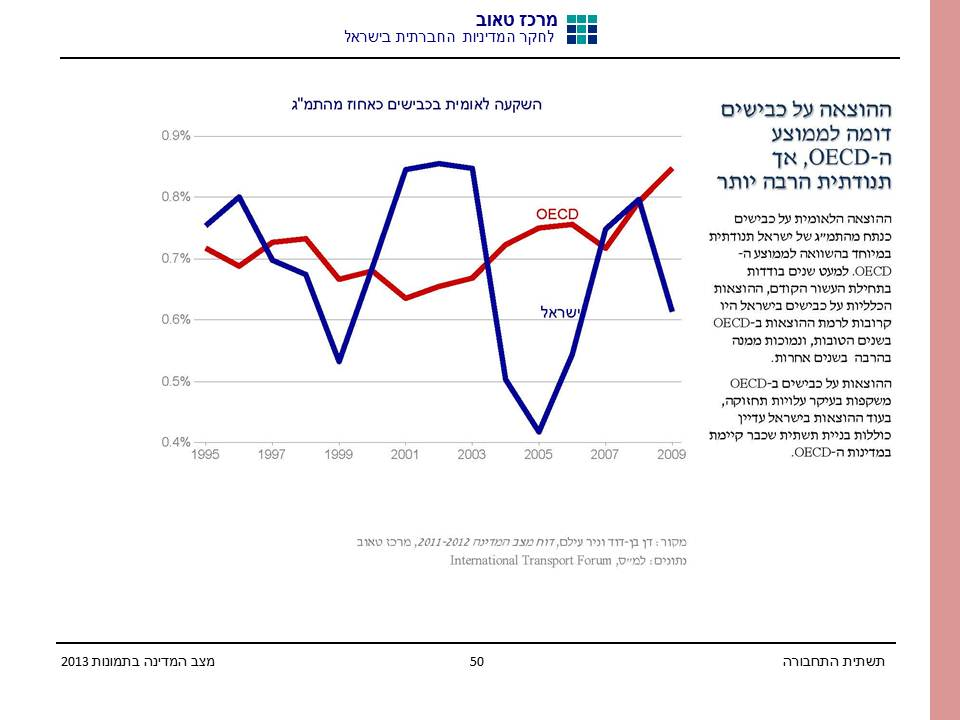 מרכז טאוב
לחקר המדיניות החברתית בישראל
ההוצאה על כבישים
דומה לממוצע
ה-OECD, אך
תנודתית הרבה יותר
ההוצאה הלאומית על כבישים
כנתח מהתמ״ג של ישראל תנודתית
במיוחד בהשוואה לממוצע ה-
OECD. למעט שנים בודדות
בתחילת העשור הקודם, ההוצאות
הכלליות על כבישים בישראל היו
קרובות לרמת ההוצאות ב-OECD
בשנים הטובות, ונמוכות ממנה
בהרבה בשנים אחרות.
ההוצאות על כבישים ב-OECD
משקפות בעיקר עלויות תחזוקה,
בעוד ההוצאות בישראל עדיין
כוללות בניית תשתית שכבר קיימת
במדינות ה-OECD.
השקעה לאומית בכבישים כאחוז מהתמ"ג
0.9%
0.8%
0.7%
0.6%
0.5%
0.4%
OECD
ישראל
1995 1997 1999 2001 2003 2005 2007 2009
מקור: דן בן-דוד וניר עילם, דוח מצב המדינה 2011-2012, מרכז טאוב
נתונים: למ״ס, International Transport Forum
תשתית התחבורה
50
מצב המדינה בתמונות 2013